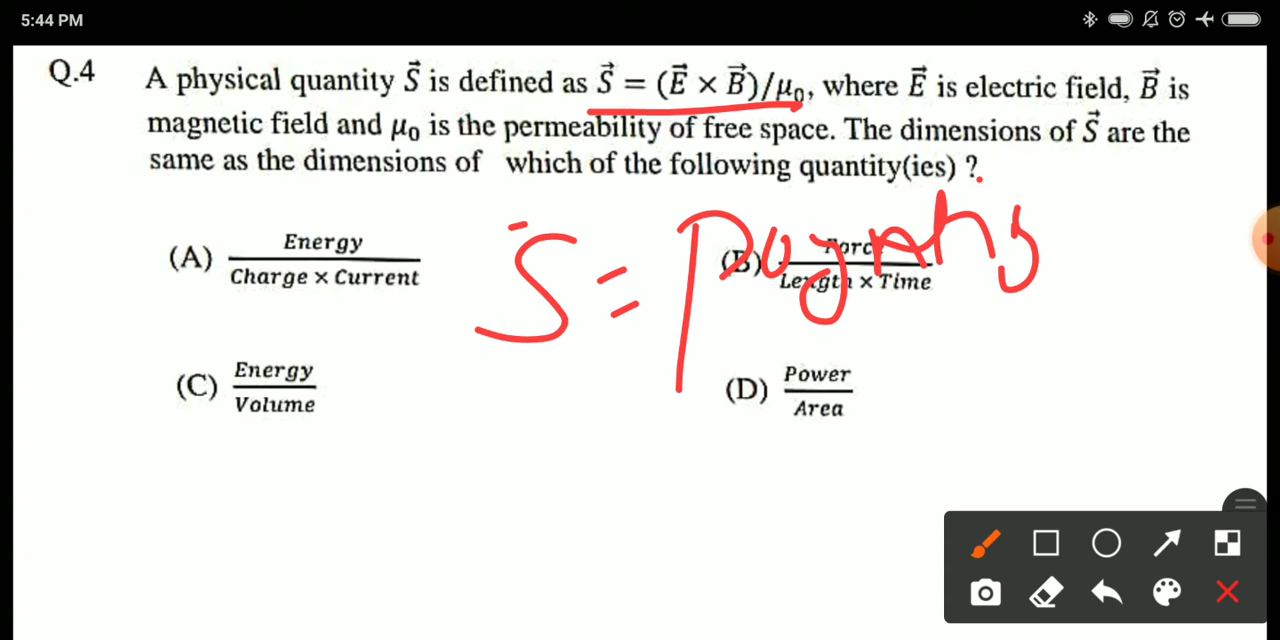 5:44 PM
Q.4 A physical quantity S⃗ is defined as S⃗ = (E⃗ × B⃗)/μ₀, where E⃗ is electric field, B⃗ is
magnetic field and μ₀ is the permeability of free space. The dimensions of S⃗ are the
same as the dimensions of which of the following quantity(ies) ?
(A) Energy
Charge × Current
(B)
Length × Time
S =
(C) Energy
Volume
(D) Power
Area